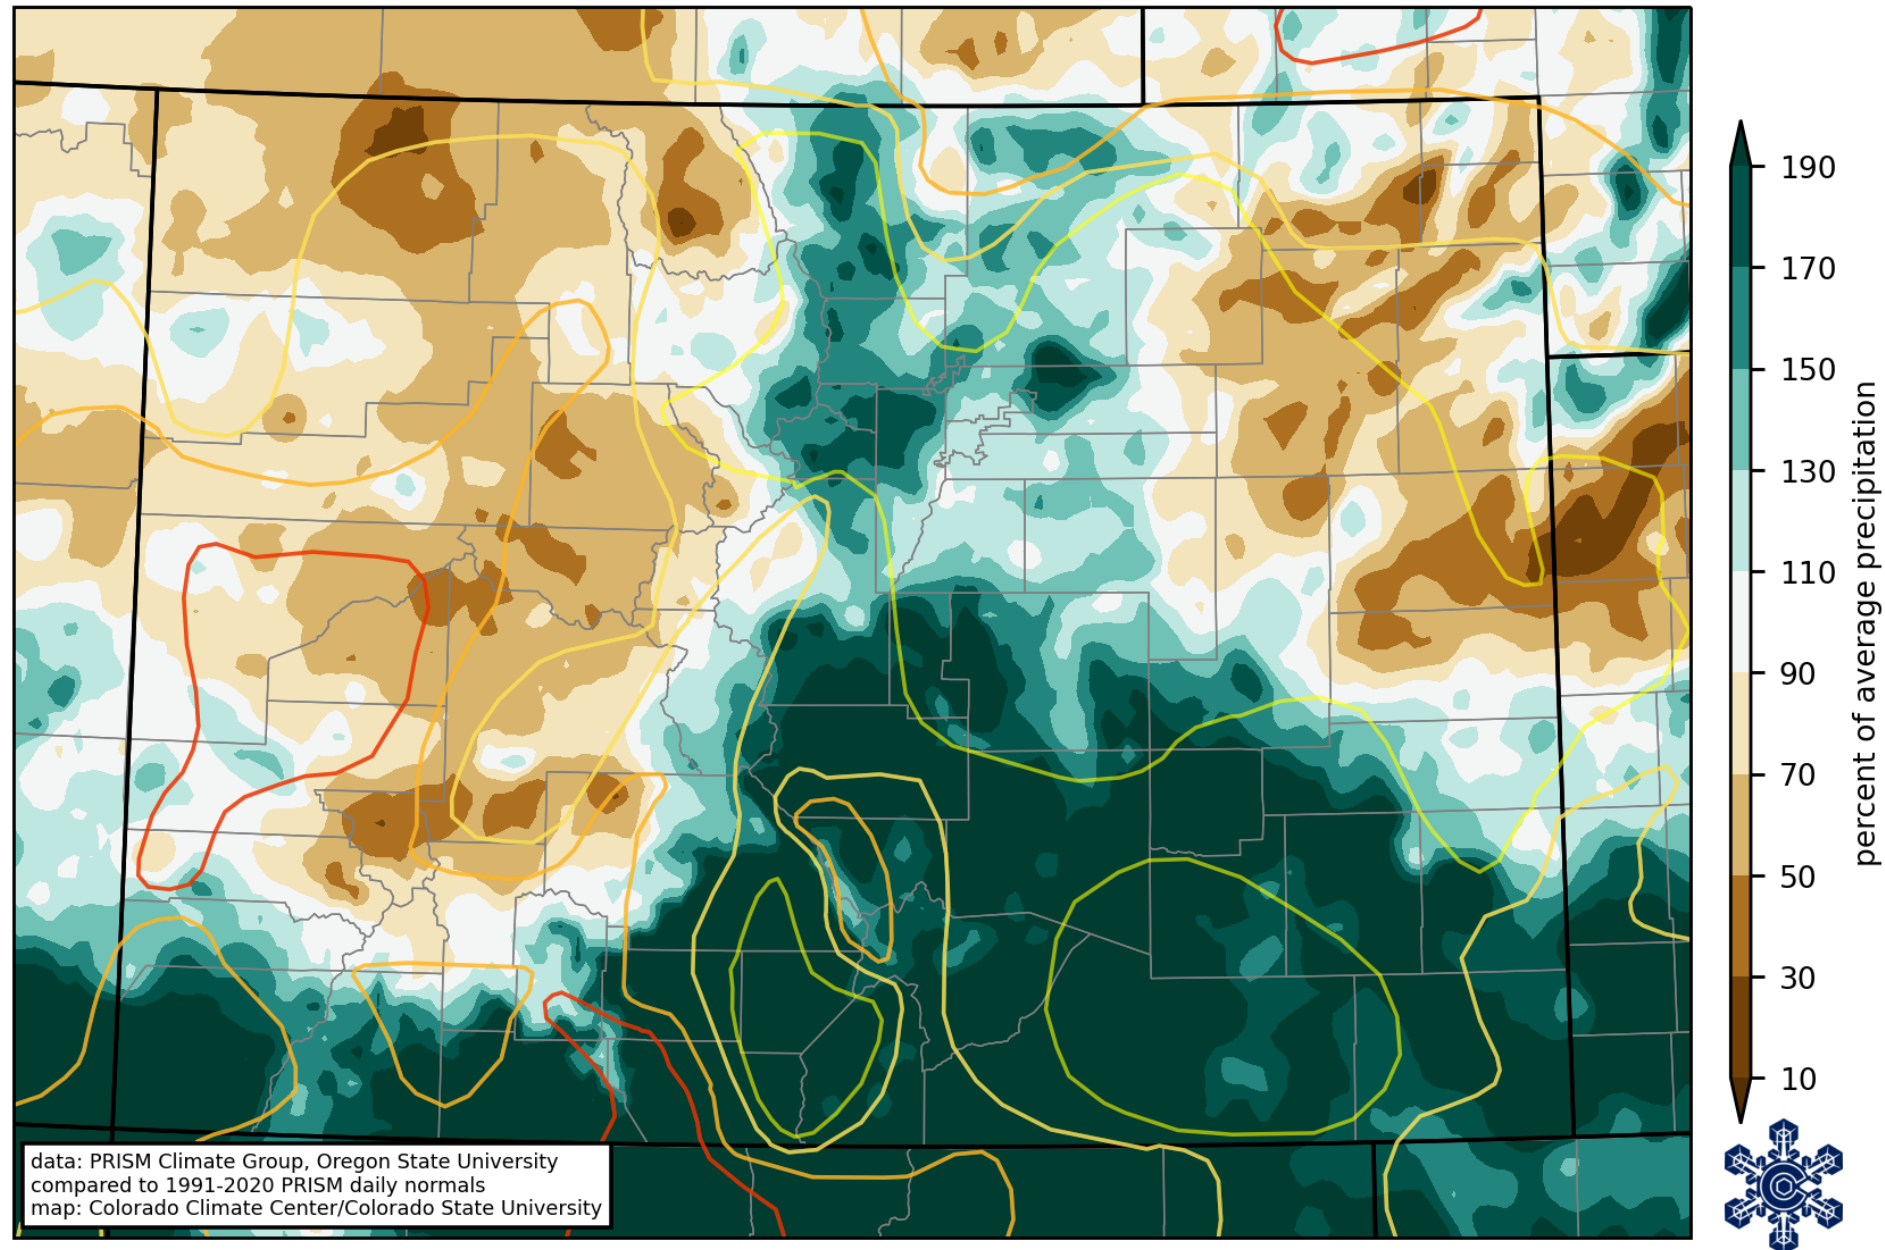 190
170
150
130
110
90
70
50
30
10
percent of average precipitation
data: PRISM Climate Group, Oregon State University
compared to 1991-2020 PRISM daily normals
map: Colorado Climate Center/Colorado State University